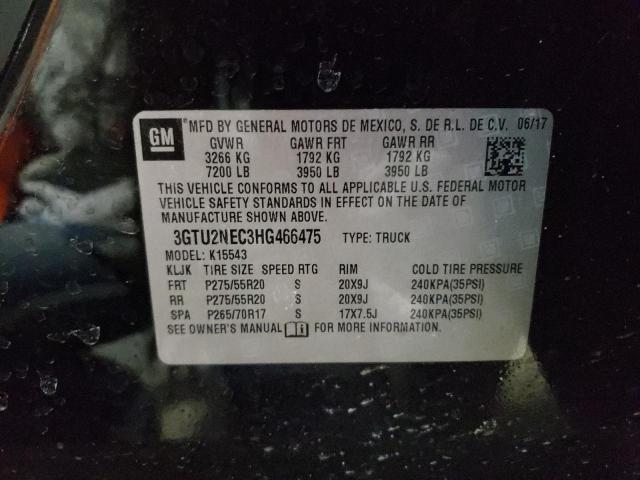 GM ® MFD BY GENERAL MOTORS DE MEXICO, S. DE R.L. DE C.V. 06/17
GVWR GAWR FRT GAWR RR
3266 KG 1792 KG 1792 KG
7200 LB 3950 LB 3950 LB
THIS VEHICLE CONFORMS TO ALL APPLICABLE U.S. FEDERAL MOTOR
VEHICLE SAFETY STANDARDS IN EFFECT ON THE DATE OF
MANUFACTURE SHOWN ABOVE.
3GTU2NEC3HG466475 TYPE: TRUCK
MODEL: K15543
KLJK TIRE SIZE SPEED RTG RIM COLD TIRE PRESSURE
FRT P275/55R20 S 20X9J 240KPA(35PSI)
RR P275/55R20 S 20X9J 240KPA(35PSI)
SPA P265/70R17 S 17X7.5J 240KPA(35PSI)
SEE OWNER'S MANUAL FOR MORE INFORMATION.